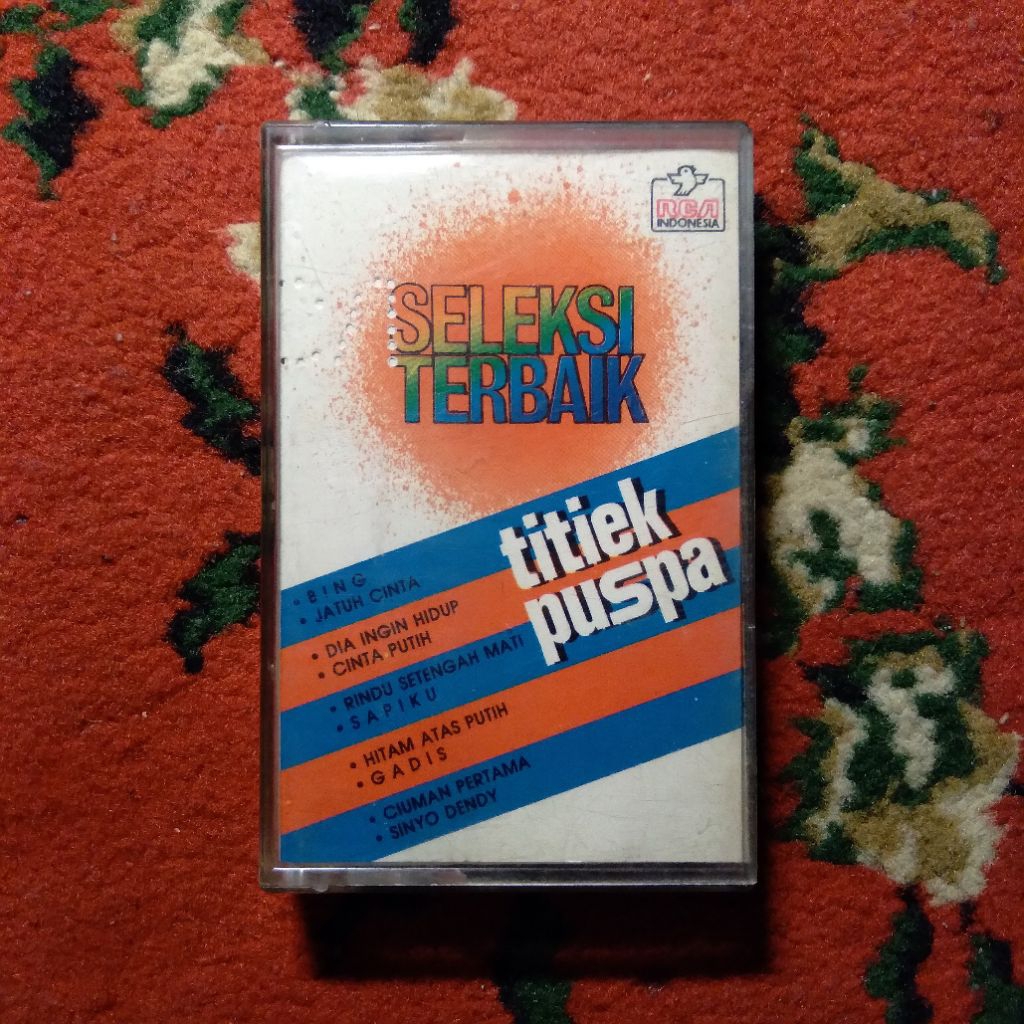 RCA
INDONESIA
SELEKSI
TERBAIK
titiek
puspa
• BING
• JATUH CINTA
• DIA INGIN HIDUP
• CINTA PUTIH
• RINDU SETENGAH MATI
• SAPIKU
• HITAM ATAS PUTIH
• GADIS
• CIUMAN PERTAMA
• SINYO DENDY